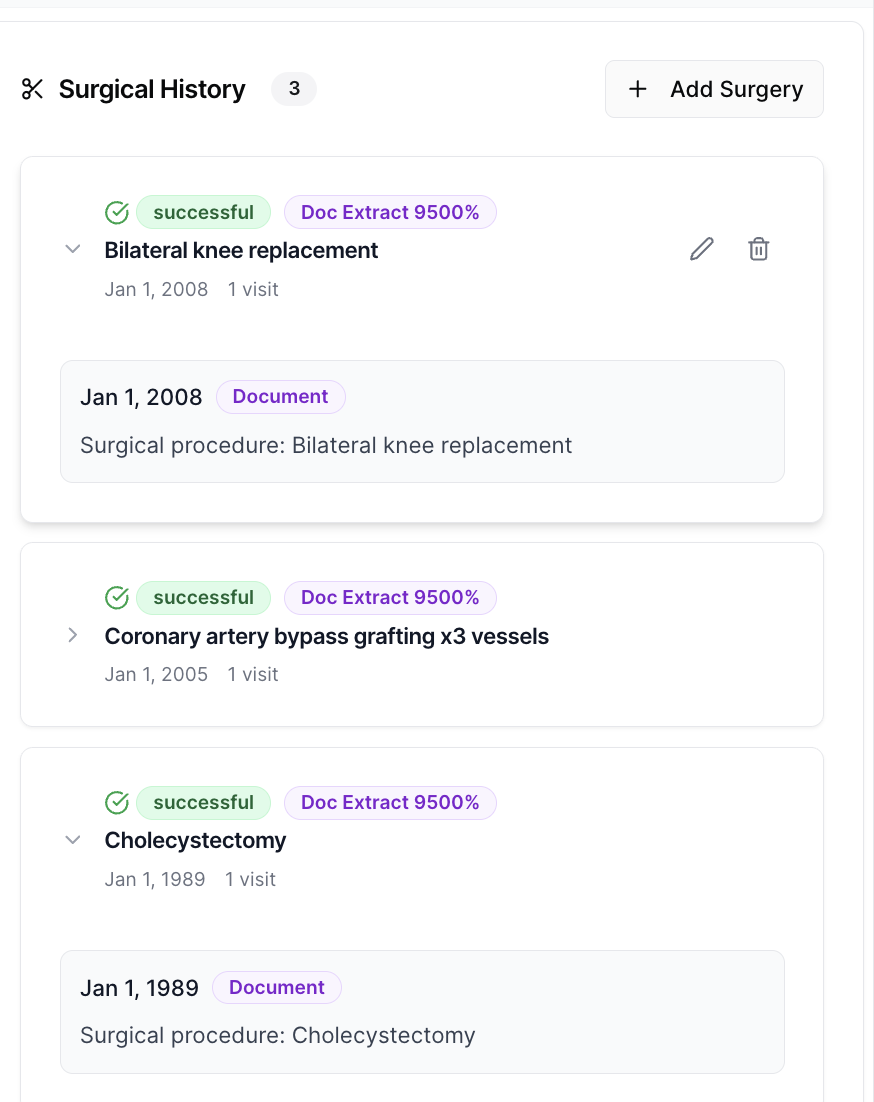 Surgical History 3 + Add Surgery
successful Doc Extract 9500%
Bilateral knee replacement
Jan 1, 2008 1 visit
Jan 1, 2008 Document
Surgical procedure: Bilateral knee replacement
successful Doc Extract 9500%
Coronary artery bypass grafting x3 vessels
Jan 1, 2005 1 visit
successful Doc Extract 9500%
Cholecystectomy
Jan 1, 1989 1 visit
Jan 1, 1989 Document
Surgical procedure: Cholecystectomy